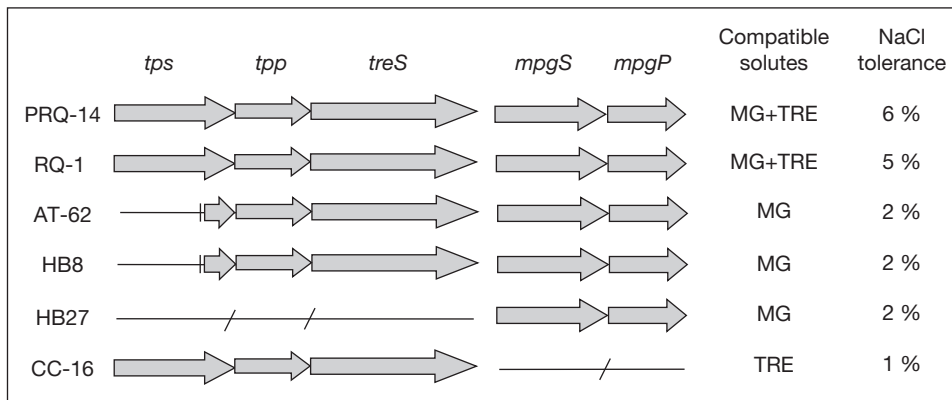 tps tpp treS mpgS mpgP Compatible solutes NaCl tolerance
PRQ-14 MG+TRE 6 %
RQ-1 MG+TRE 5 %
AT-62 MG 2 %
HB8 MG 2 %
HB27 MG 2 %
CC-16 TRE 1 %